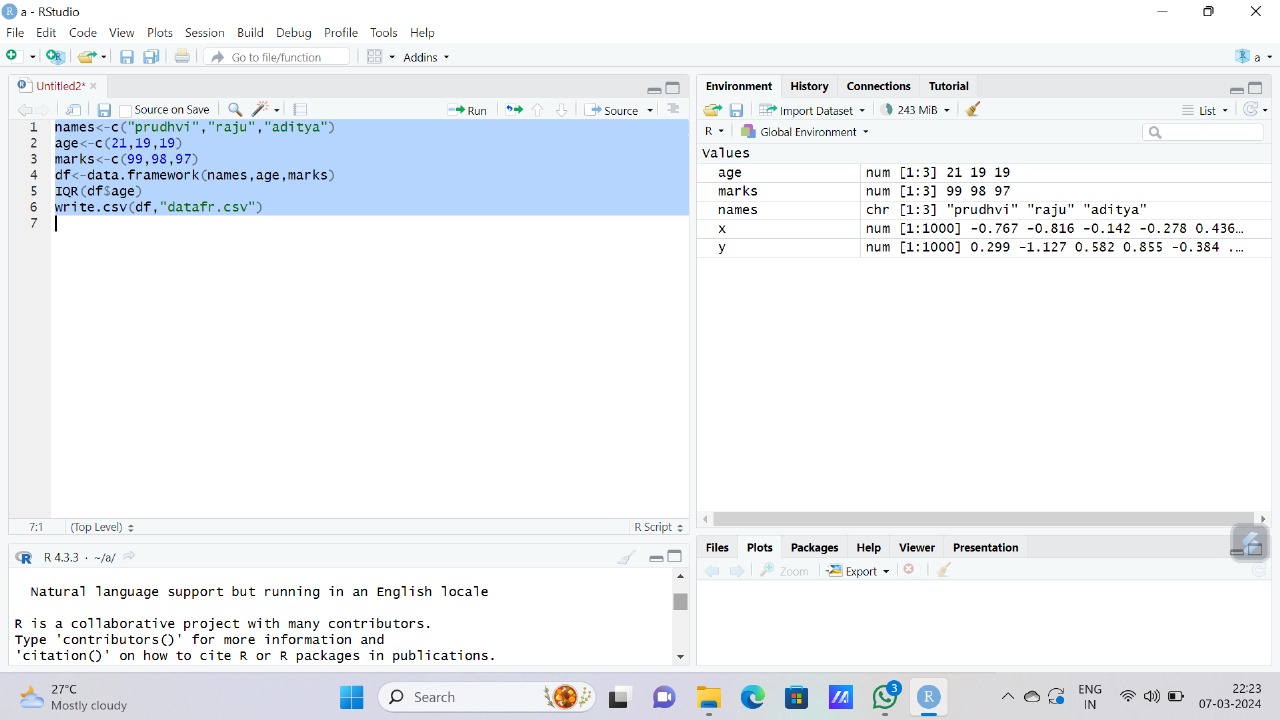 a - RStudio
File Edit Code View Plots Session Build Debug Profile Tools Help
Go to file/function Addins a
Untitled2*
Source on Save Run Source
1 names<-c("prudhvi","raju","aditya")
2 age<-c(21,19,19)
3 marks<-c(99,98,97)
4 df<-data.framework(names,age,marks)
5 IQR(df$age)
6 write.csv(df,"datafr.csv")
7
7:1 (Top Level) R Script
R 4.3.3 · ~/a/
Natural language support but running in an English locale
R is a collaborative project with many contributors.
Type 'contributors()' for more information and
'citation()' on how to cite R or R packages in publications.
Environment History Connections Tutorial
Import Dataset 243 MiB List
R Global Environment
Values
age num [1:3] 21 19 19
marks num [1:3] 99 98 97
names chr [1:3] "prudhvi" "raju" "aditya"
x num [1:1000] -0.767 -0.816 -0.142 -0.278 0.436…
y num [1:1000] 0.299 -1.127 0.582 0.855 -0.384 .…
Files Plots Packages Help Viewer Presentation
Zoom Export
27°C
Mostly cloudy
Search
3
ENG
IN
22:23
07-03-2024